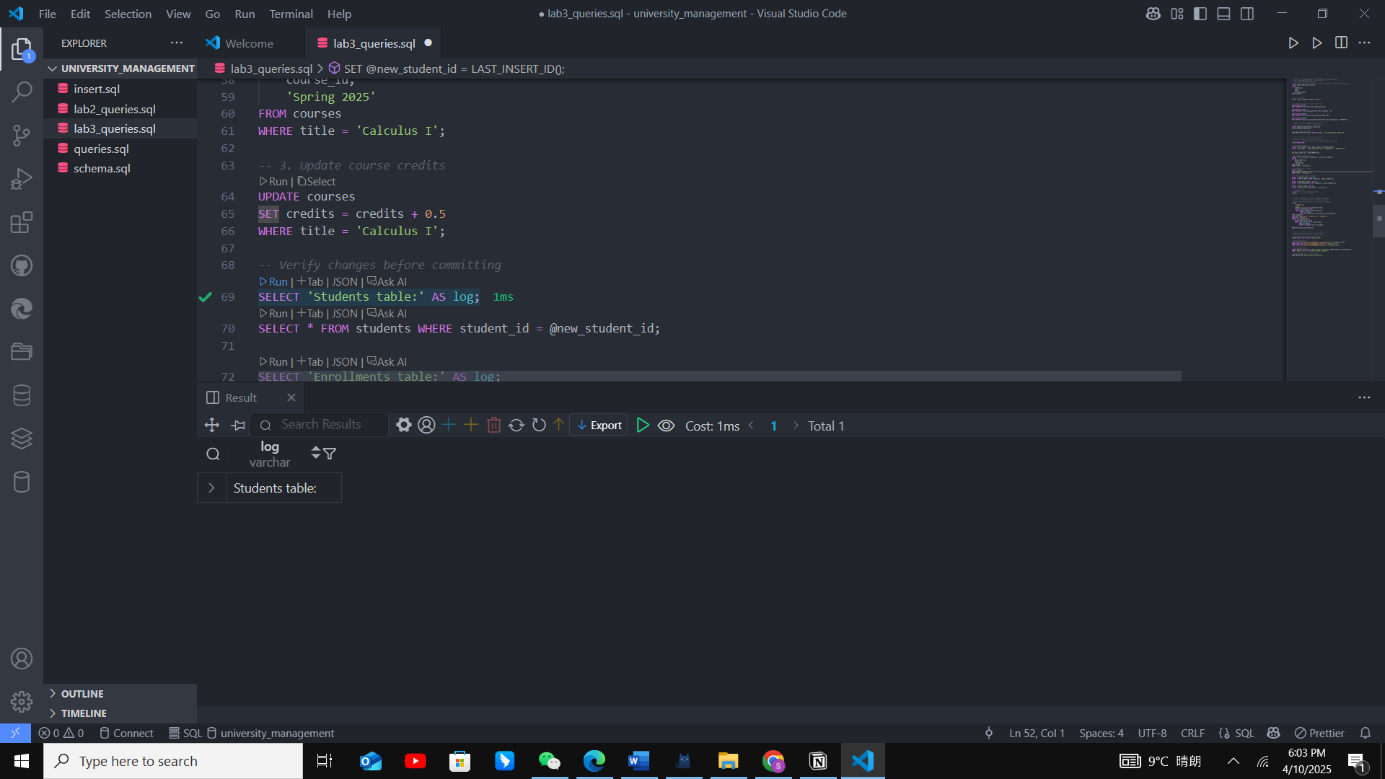 File Edit Selection View Go Run Terminal Help
● lab3_queries.sql - university_management - Visual Studio Code
EXPLORER ···
UNIVERSITY_MANAGEMENT
insert.sql
lab2_queries.sql
lab3_queries.sql
queries.sql
schema.sql
OUTLINE
TIMELINE
1
Welcome
lab3_queries.sql ●
lab3_queries.sql > SET @new_student_id = LAST_INSERT_ID();
58 course_id,
59 'Spring 2025'
60 FROM courses
61 WHERE title = 'Calculus I';
62
63 -- 3. Update course credits
Run | Select
64 UPDATE courses
65 SET credits = credits + 0.5
66 WHERE title = 'Calculus I';
67
68 -- Verify changes before committing
Run | Tab | JSON | Ask AI
69 SELECT 'Students table:' AS log; 1ms
Run | Tab | JSON | Ask AI
70 SELECT * FROM students WHERE student_id = @new_student_id;
71
Run | Tab | JSON | Ask AI
72 SELECT 'Enrollments table:' AS log;
Result
Search Results
Export
Cost: 1ms < 1 > Total 1
log
varchar
Students table:
0 0 Connect SQL university_management
Ln 52, Col 1 Spaces: 4 UTF-8 CRLF SQL Prettier
Type here to search
9°C 晴朗
6:03 PM
4/10/2025
1